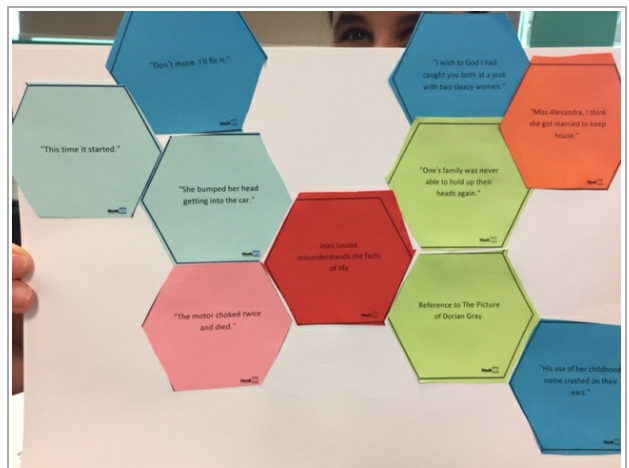 "Don't move. I'll fix it."
"I wish to God I had
caught you both at a jook
with two sleazy women."
"Miss Alexandra, I think
she got married to keep
house."
"This time it started."
"She bumped her head
getting into the car."
"One's family was never
able to hold up their
heads again."
Jean Louise
misunderstands the facts
of life
"The motor choked twice
and died."
Reference to The Picture
of Dorian Gray.
"His use of her childhood
name crashed on their
ears."